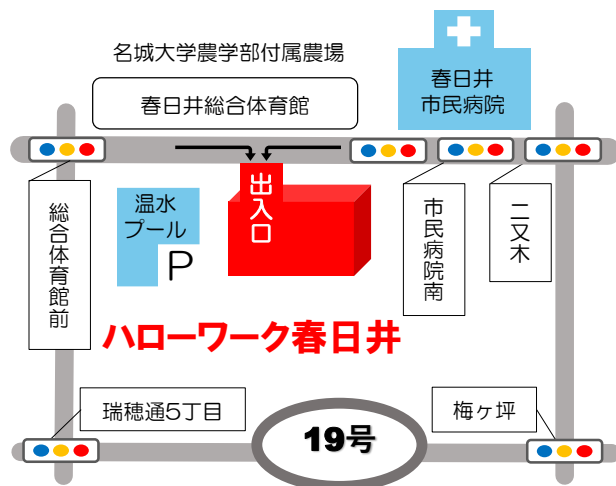 名城大学農学部付属農場
春日井総合体育館
春日井
市民病院
出入口
温水
プール
P
総合体育館前
市民病院南
二又木
ハローワーク春日井
瑞穂通5丁目
19号
梅ヶ坪